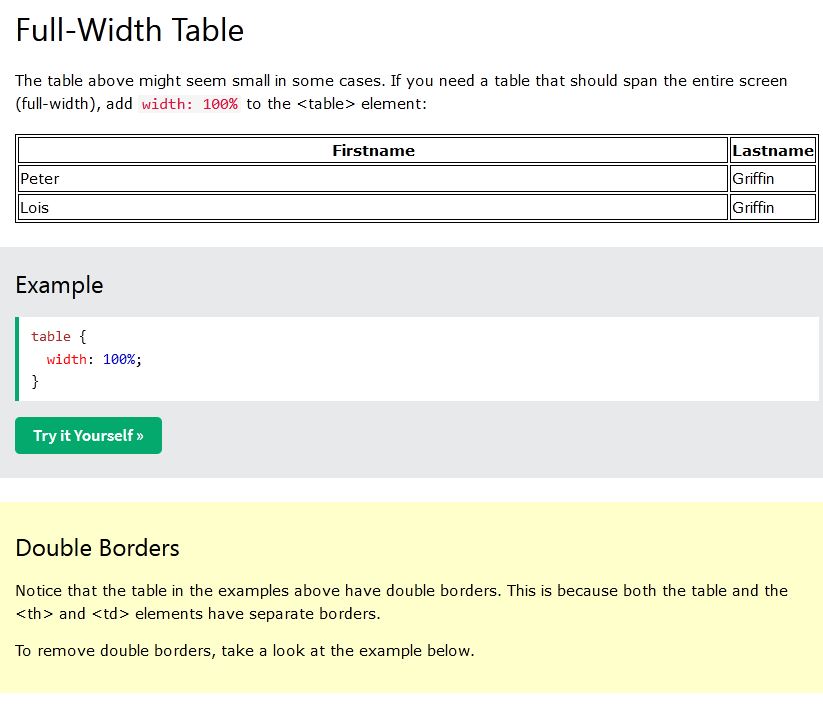 Full-Width Table
The table above might seem small in some cases. If you need a table that should span the entire screen
(full-width), add width: 100% to the <table> element:
Firstname Lastname
Peter Griffin
Lois Griffin
Example
table {
  width: 100%;
}
Try it Yourself »
Double Borders
Notice that the table in the examples above have double borders. This is because both the table and the
<th> and <td> elements have separate borders.
To remove double borders, take a look at the example below.